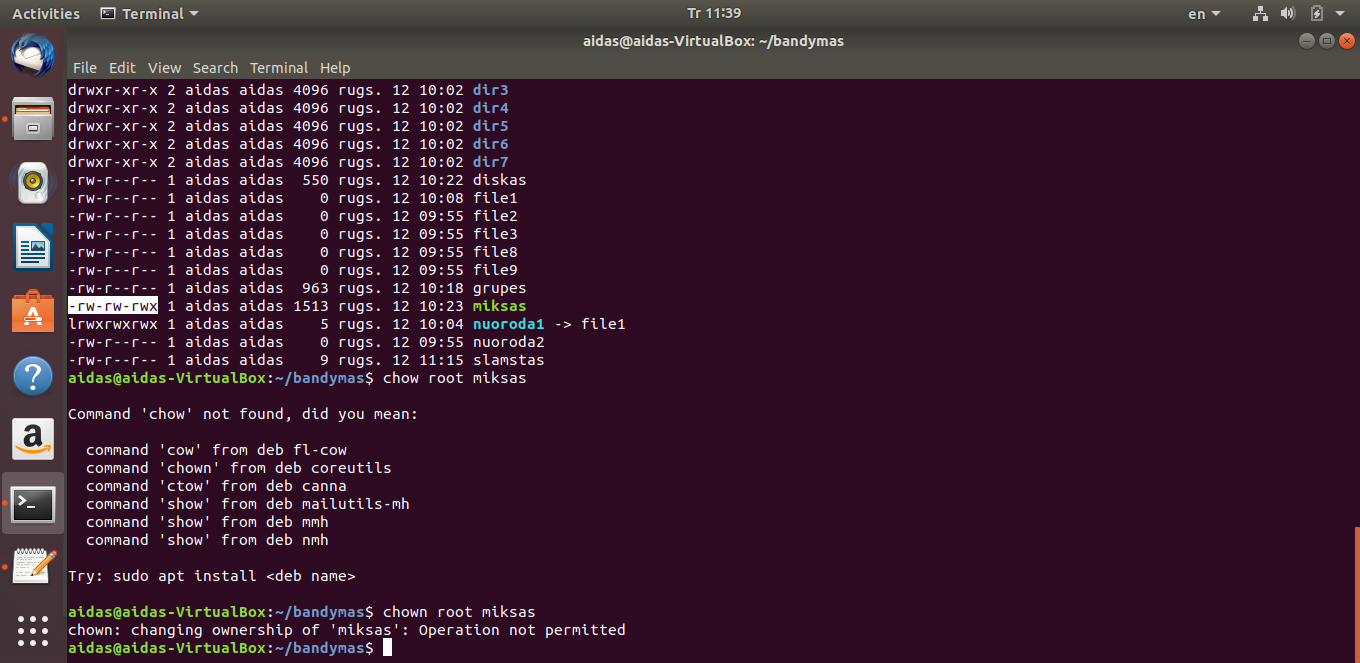 Activities Terminal Tr 11:39 en
aidas@aidas-VirtualBox: ~/bandymas
File Edit View Search Terminal Help
drwxr-xr-x 2 aidas aidas 4096 rugs. 12 10:02 dir3
drwxr-xr-x 2 aidas aidas 4096 rugs. 12 10:02 dir4
drwxr-xr-x 2 aidas aidas 4096 rugs. 12 10:02 dir5
drwxr-xr-x 2 aidas aidas 4096 rugs. 12 10:02 dir6
drwxr-xr-x 2 aidas aidas 4096 rugs. 12 10:02 dir7
-rw-r--r-- 1 aidas aidas  550 rugs. 12 10:22 diskas
-rw-r--r-- 1 aidas aidas    0 rugs. 12 10:08 file1
-rw-r--r-- 1 aidas aidas    0 rugs. 12 09:55 file2
-rw-r--r-- 1 aidas aidas    0 rugs. 12 09:55 file3
-rw-r--r-- 1 aidas aidas    0 rugs. 12 09:55 file8
-rw-r--r-- 1 aidas aidas    0 rugs. 12 09:55 file9
-rw-r--r-- 1 aidas aidas  963 rugs. 12 10:18 grupes
-rw-rw-rwx 1 aidas aidas 1513 rugs. 12 10:23 miksas
lrwxrwxrwx 1 aidas aidas    5 rugs. 12 10:04 nuoroda1 -> file1
-rw-r--r-- 1 aidas aidas    0 rugs. 12 09:55 nuoroda2
-rw-r--r-- 1 aidas aidas    9 rugs. 12 11:15 slamstas
aidas@aidas-VirtualBox:~/bandymas$ chow root miksas
Command 'chow' not found, did you mean:
  command 'cow' from deb fl-cow
  command 'chown' from deb coreutils
  command 'ctow' from deb canna
  command 'show' from deb mailutils-mh
  command 'show' from deb mmh
  command 'show' from deb nmh
Try: sudo apt install <deb name>
aidas@aidas-VirtualBox:~/bandymas$ chown root miksas
chown: changing ownership of 'miksas': Operation not permitted
aidas@aidas-VirtualBox:~/bandymas$